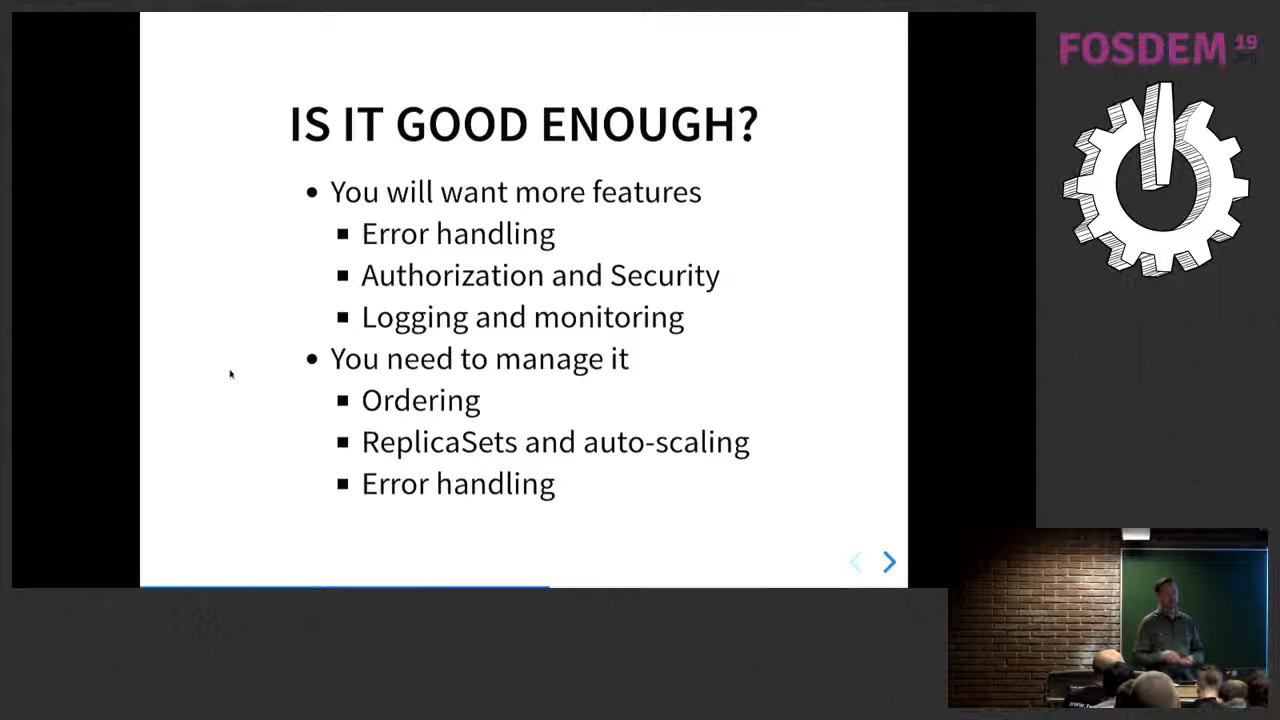 FOSDEM 19
.org
IS IT GOOD ENOUGH?
• You will want more features
▪ Error handling
▪ Authorization and Security
▪ Logging and monitoring
• You need to manage it
▪ Ordering
▪ ReplicaSets and auto-scaling
▪ Error handling